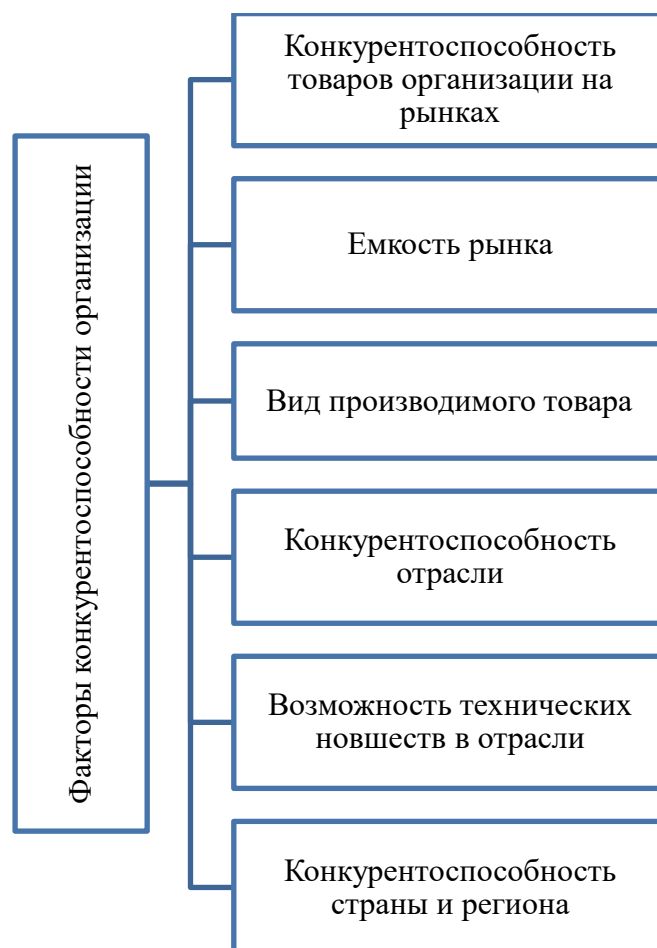 Факторы конкурентоспособности организации
Конкурентоспособность
товаров организации на
рынках
Емкость рынка
Вид производимого товара
Конкурентоспособность
отрасли
Возможность технических
новшеств в отрасли
Конкурентоспособность
страны и региона